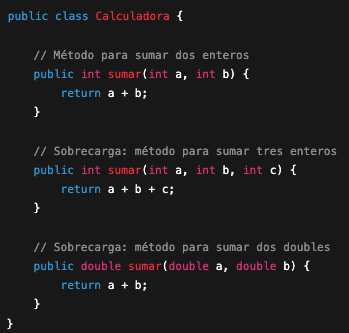 public class Calculadora {
    // Método para sumar dos enteros
    public int sumar(int a, int b) {
        return a + b;
    }
    // Sobrecarga: método para sumar tres enteros
    public int sumar(int a, int b, int c) {
        return a + b + c;
    }
    // Sobrecarga: método para sumar dos doubles
    public double sumar(double a, double b) {
        return a + b;
    }
}